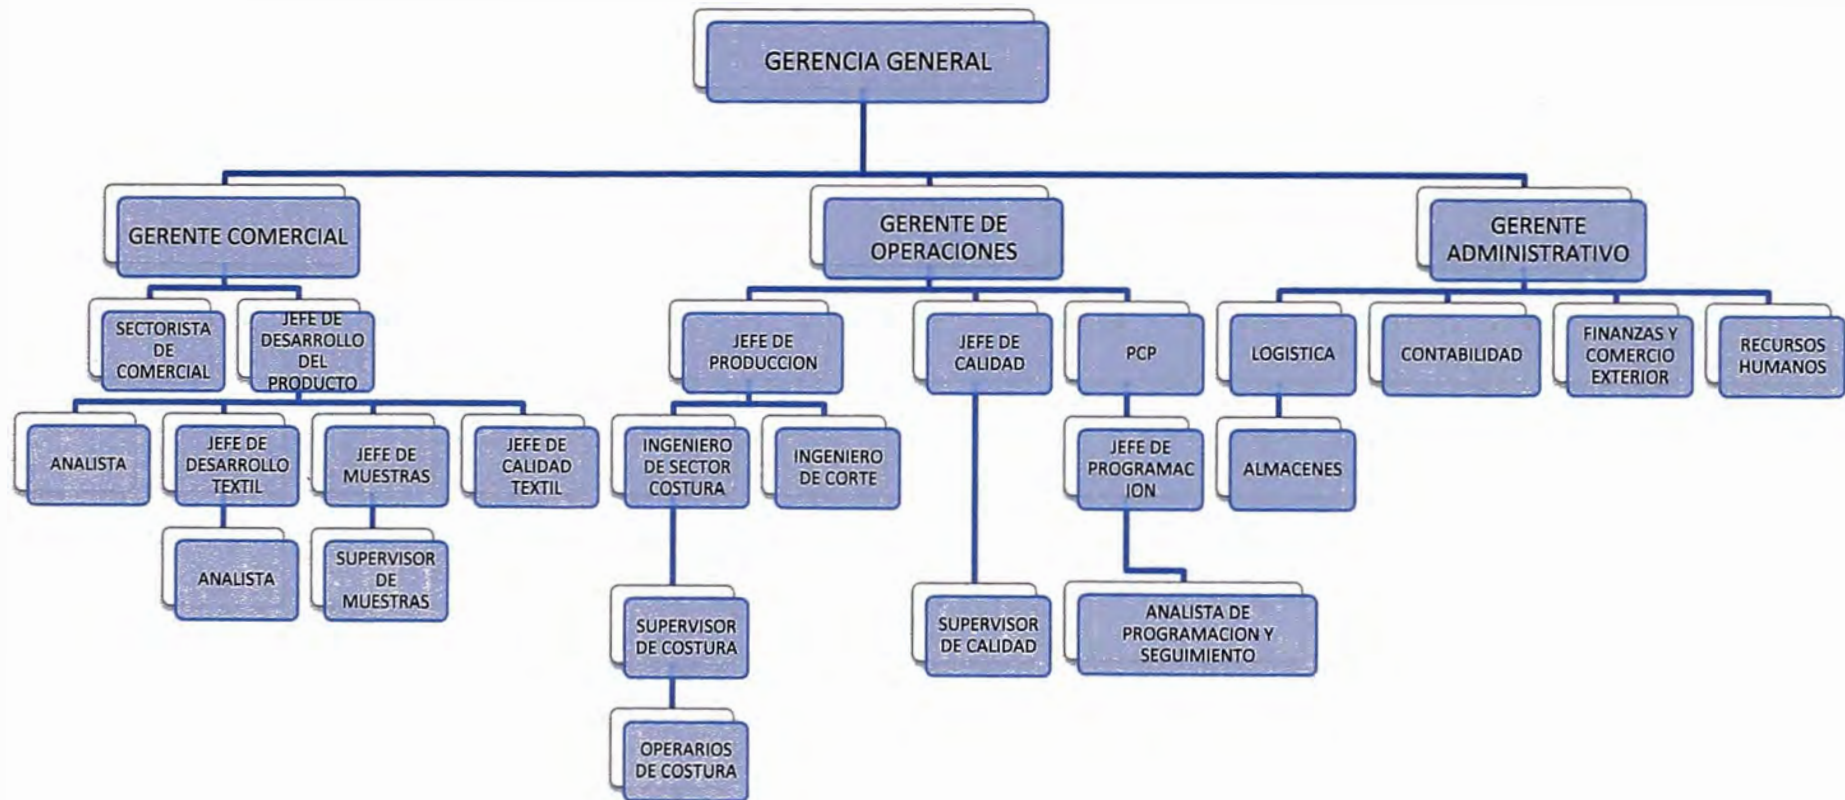 GERENCIA GENERAL
GERENTE COMERCIAL
GERENTE DE
OPERACIONES
GERENTE
ADMINISTRATIVO
SECTORISTA
DE
COMERCIAL
JEFE DE
DESARROLLO
DEL
PRODUCTO
JEFE DE
PRODUCCION
JEFE DE
CALIDAD
PCP
LOGISTICA
CONTABILIDAD
FINANZAS Y
COMERCIO
EXTERIOR
RECURSOS
HUMANOS
ANALISTA
JEFE DE
DESARROLLO
TEXTIL
JEFE DE
MUESTRAS
JEFE DE
CALIDAD
TEXTIL
INGENIERO
DE SECTOR
COSTURA
INGENIERO
DE CORTE
JEFE DE
PROGRAMAC
ION
ALMACENES
ANALISTA
SUPERVISOR
DE
MUESTRAS
SUPERVISOR
DE COSTURA
SUPERVISOR
DE CALIDAD
ANALISTA DE
PROGRAMACION Y
SEGUIMIENTO
OPERARIOS
DE COSTURA